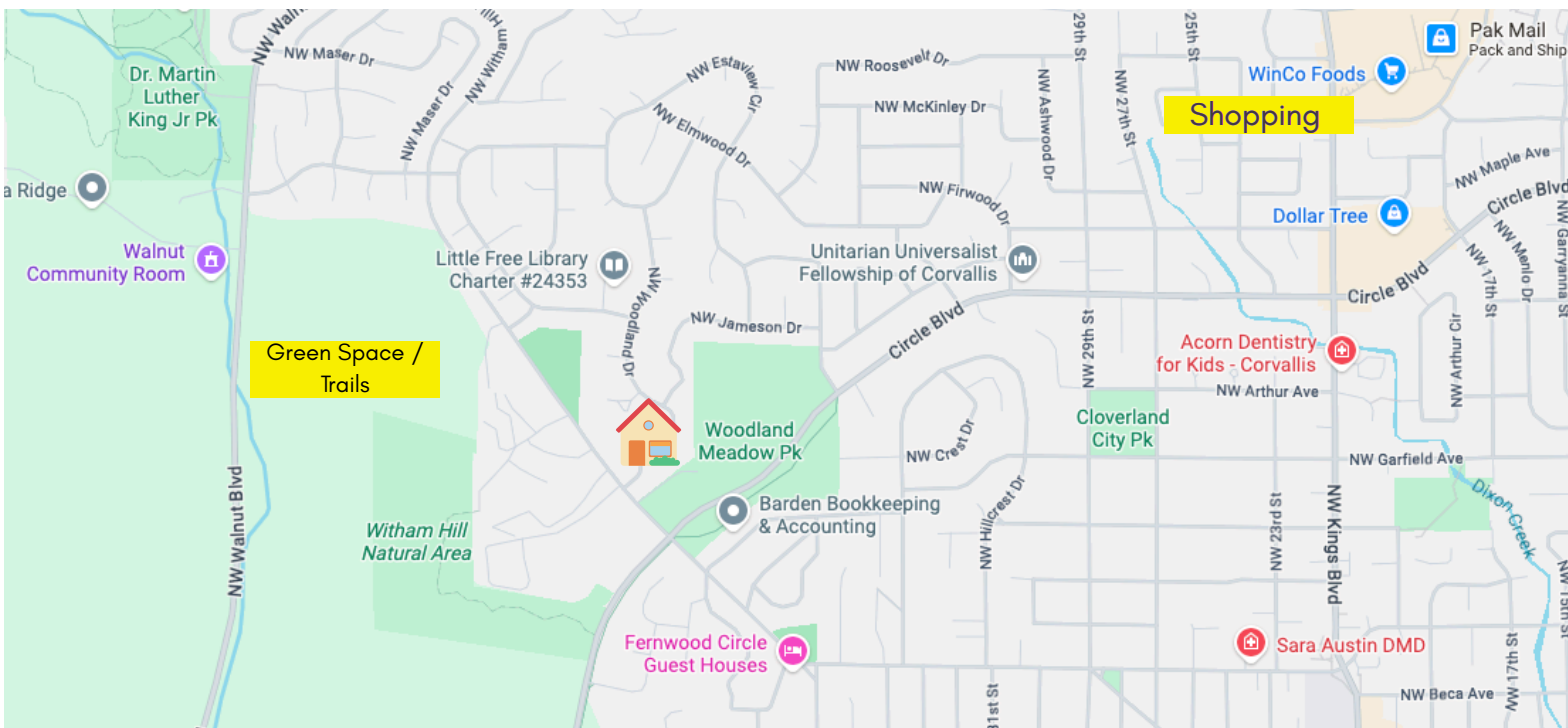 NW Maser Dr
Dr. Martin
Luther
King Jr Pk
NW Maser Dr
NW Estaview Cir
NW Elmwood Dr
NW Roosevelt Dr
NW McKinley Dr
NW Ashwood Dr
29th St
NW 27th St
25th St
WinCo Foods
Pak Mail
Pack and Ship
Shopping
NW Maple Ave
Circle Blvd
a Ridge
Walnut
Community Room
Little Free Library
Charter #24353
NW Firwood Dr
Unitarian Universalist
Fellowship of Corvallis
Dollar Tree
NW 17th St
NW Menlo Dr
NW Garryanna St
NW Woodland Dr
NW Jameson Dr
Circle Blvd
Circle Blvd
Green Space /
Trails
NW 29th St
Acorn Dentistry
for Kids - Corvallis
NW Arthur Ave
NW Arthur Cir
Woodland
Meadow Pk
NW Crest Dr
Cloverland
City Pk
NW Garfield Ave
NW Walnut Blvd
Witham Hill
Natural Area
Barden Bookkeeping
& Accounting
NW Hillcrest Dr
NW 23rd St
NW Kings Blvd
Dixon Creek
Fernwood Circle
Guest Houses
Sara Austin DMD
NW 17th St
NW Beca Ave
31st St